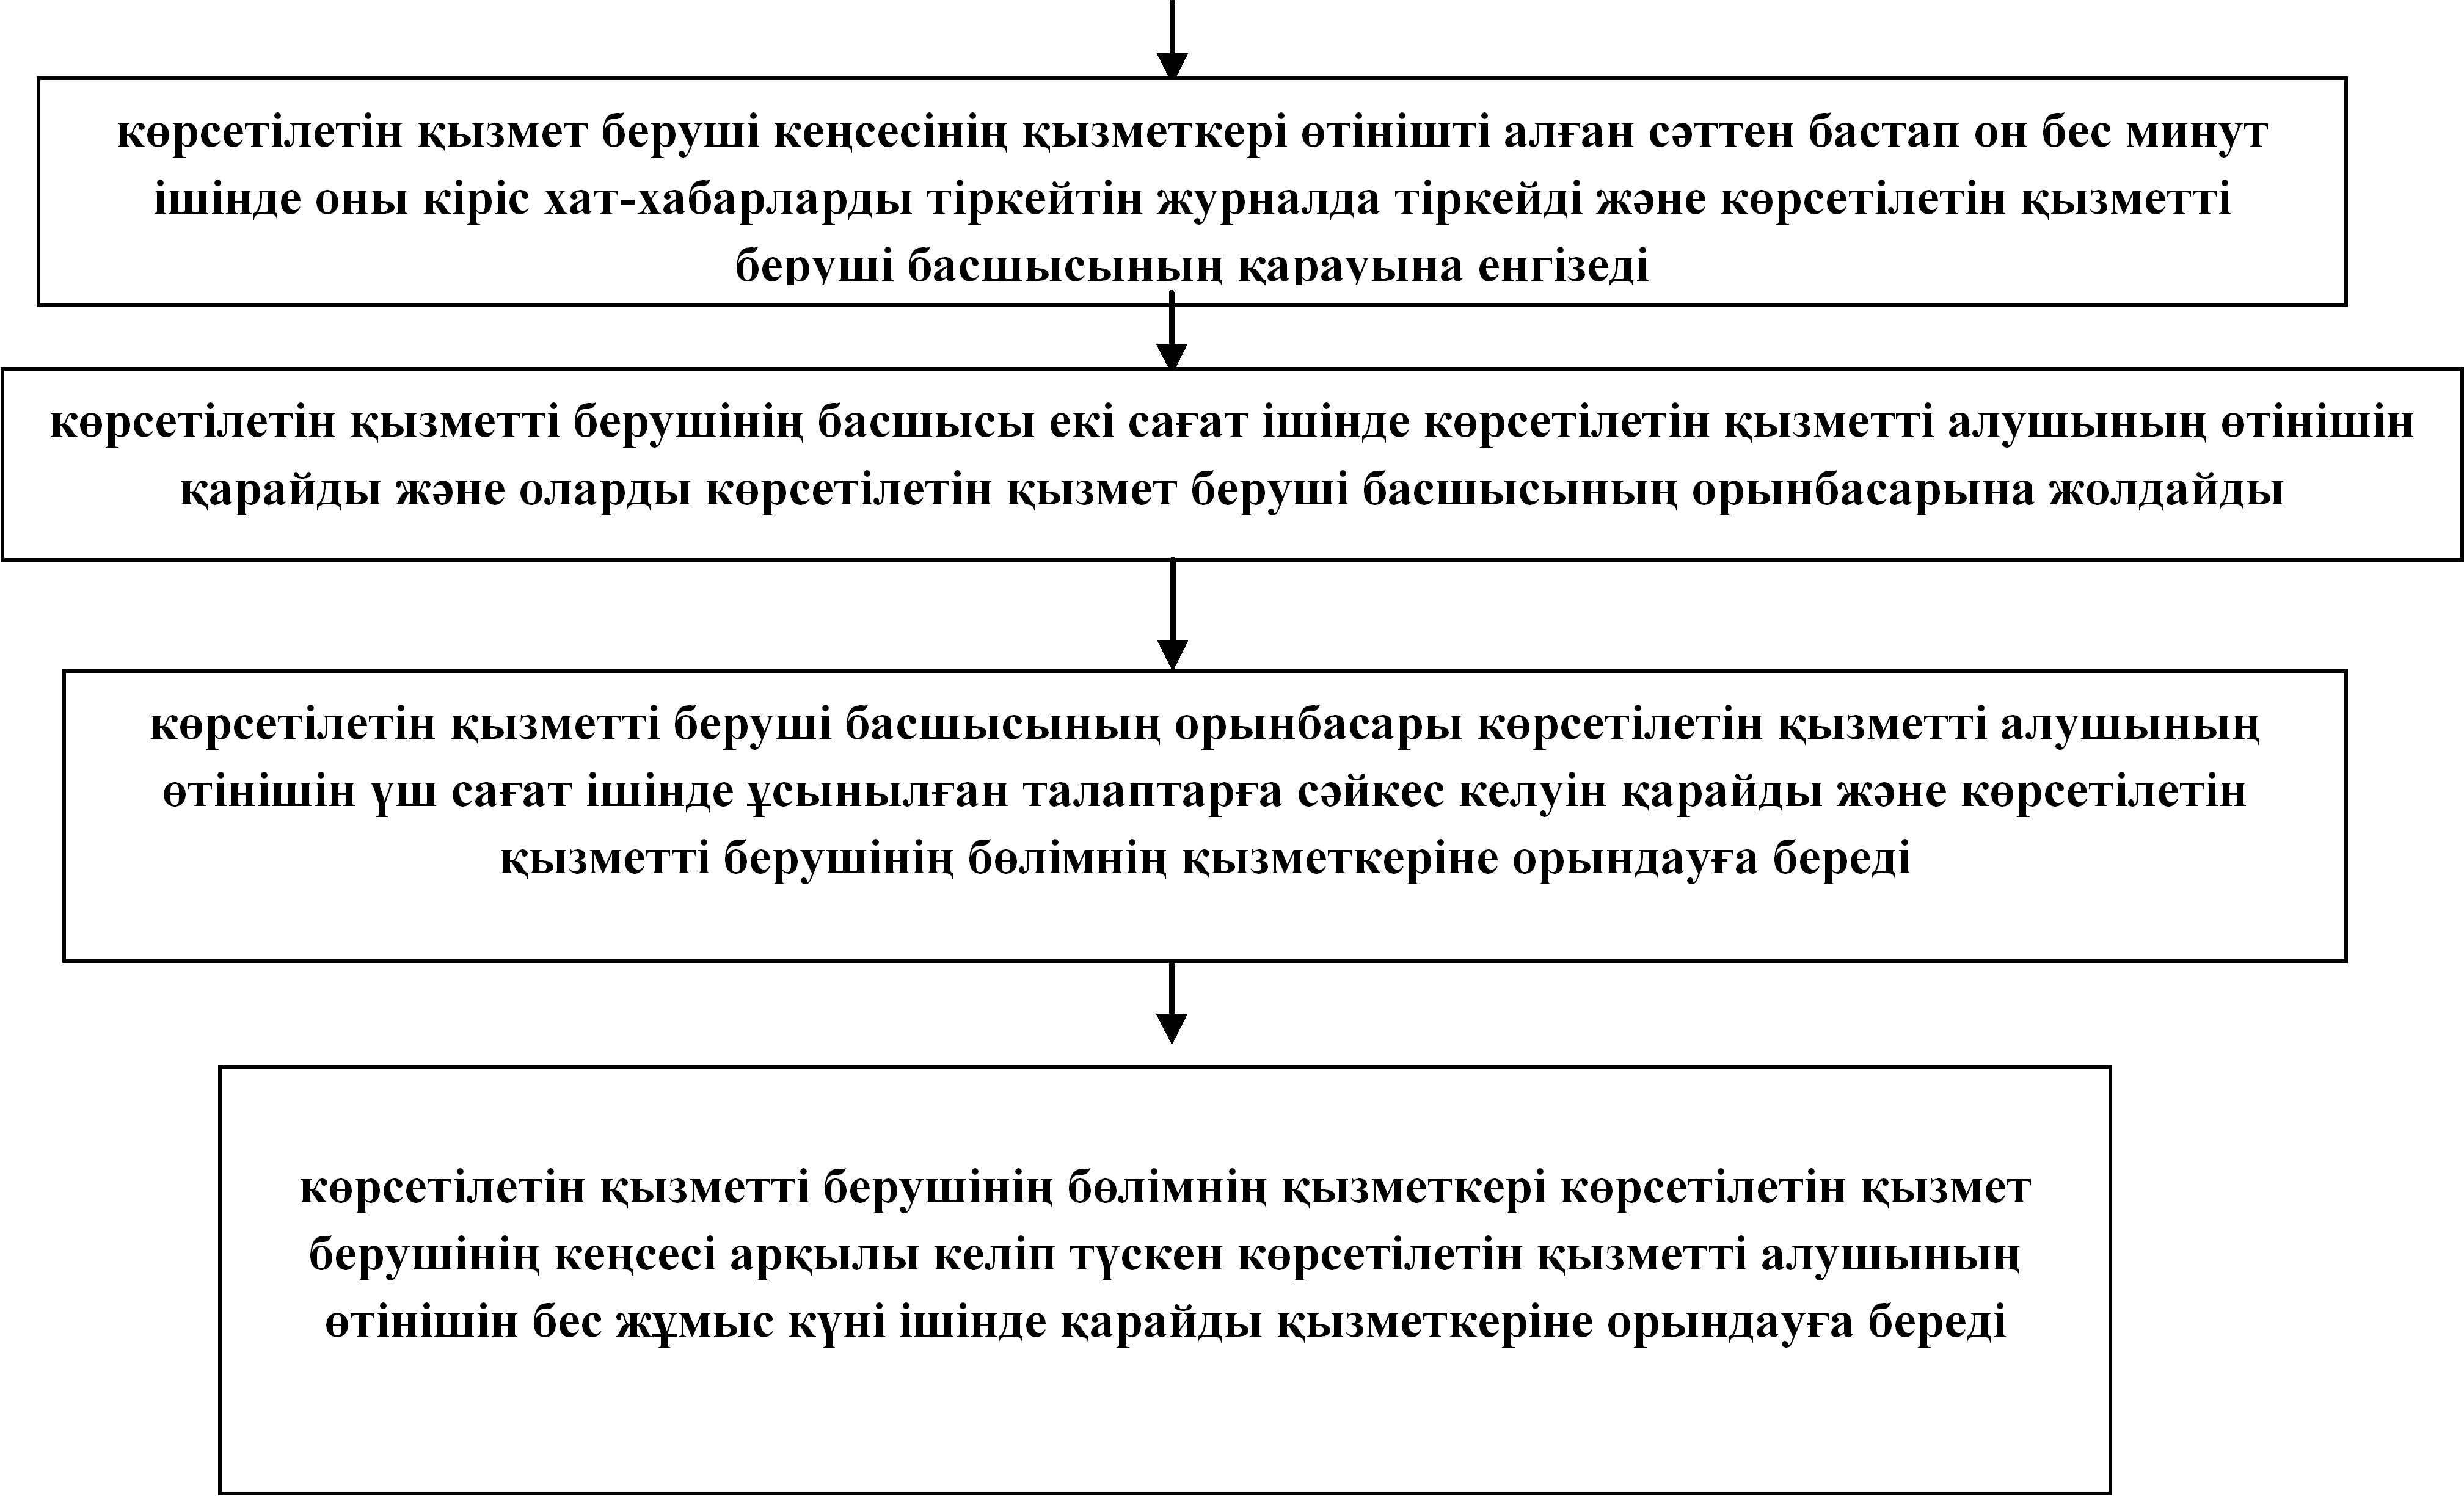 көрсетілетін қызмет беруші кеңсесінің қызметкері өтінішті алған сәттен бастап он бес минут
ішінде оны кіріс хат-хабарларды тіркейтін журналда тіркейді және көрсетілетін қызметті
беруші басшысының қарауына енгізеді
көрсетілетін қызметті берушінің басшысы екі сағат ішінде көрсетілетін қызметті алушының өтінішін
қарайды және оларды көрсетілетін қызмет беруші басшысының орынбасарына жолдайды
көрсетілетін қызметті беруші басшысының орынбасары көрсетілетін қызметті алушының
өтінішін үш сағат ішінде ұсынылған талаптарға сәйкес келуін қарайды және көрсетілетін
қызметті берушінің бөлімнің қызметкеріне орындауға береді
көрсетілетін қызметті берушінің бөлімнің қызметкері көрсетілетін қызмет
берушінің кеңсесі арқылы келіп түскен көрсетілетін қызметті алушының
өтінішін бес жұмыс күні ішінде қарайды қызметкеріне орындауға береді